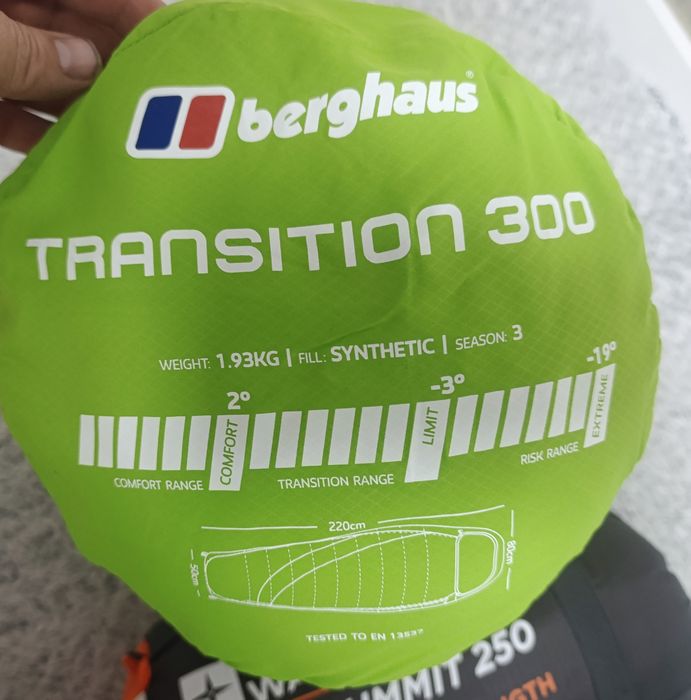 berghaus®
TRANSITION 300
WEIGHT: 1.93KG | FILL: SYNTHETIC | SEASON: 3
2° -3° -19°
COMFORT LIMIT EXTREME
COMFORT RANGE TRANSITION RANGE RISK RANGE
220cm
50cm 80cm
TESTED TO EN 13537
250